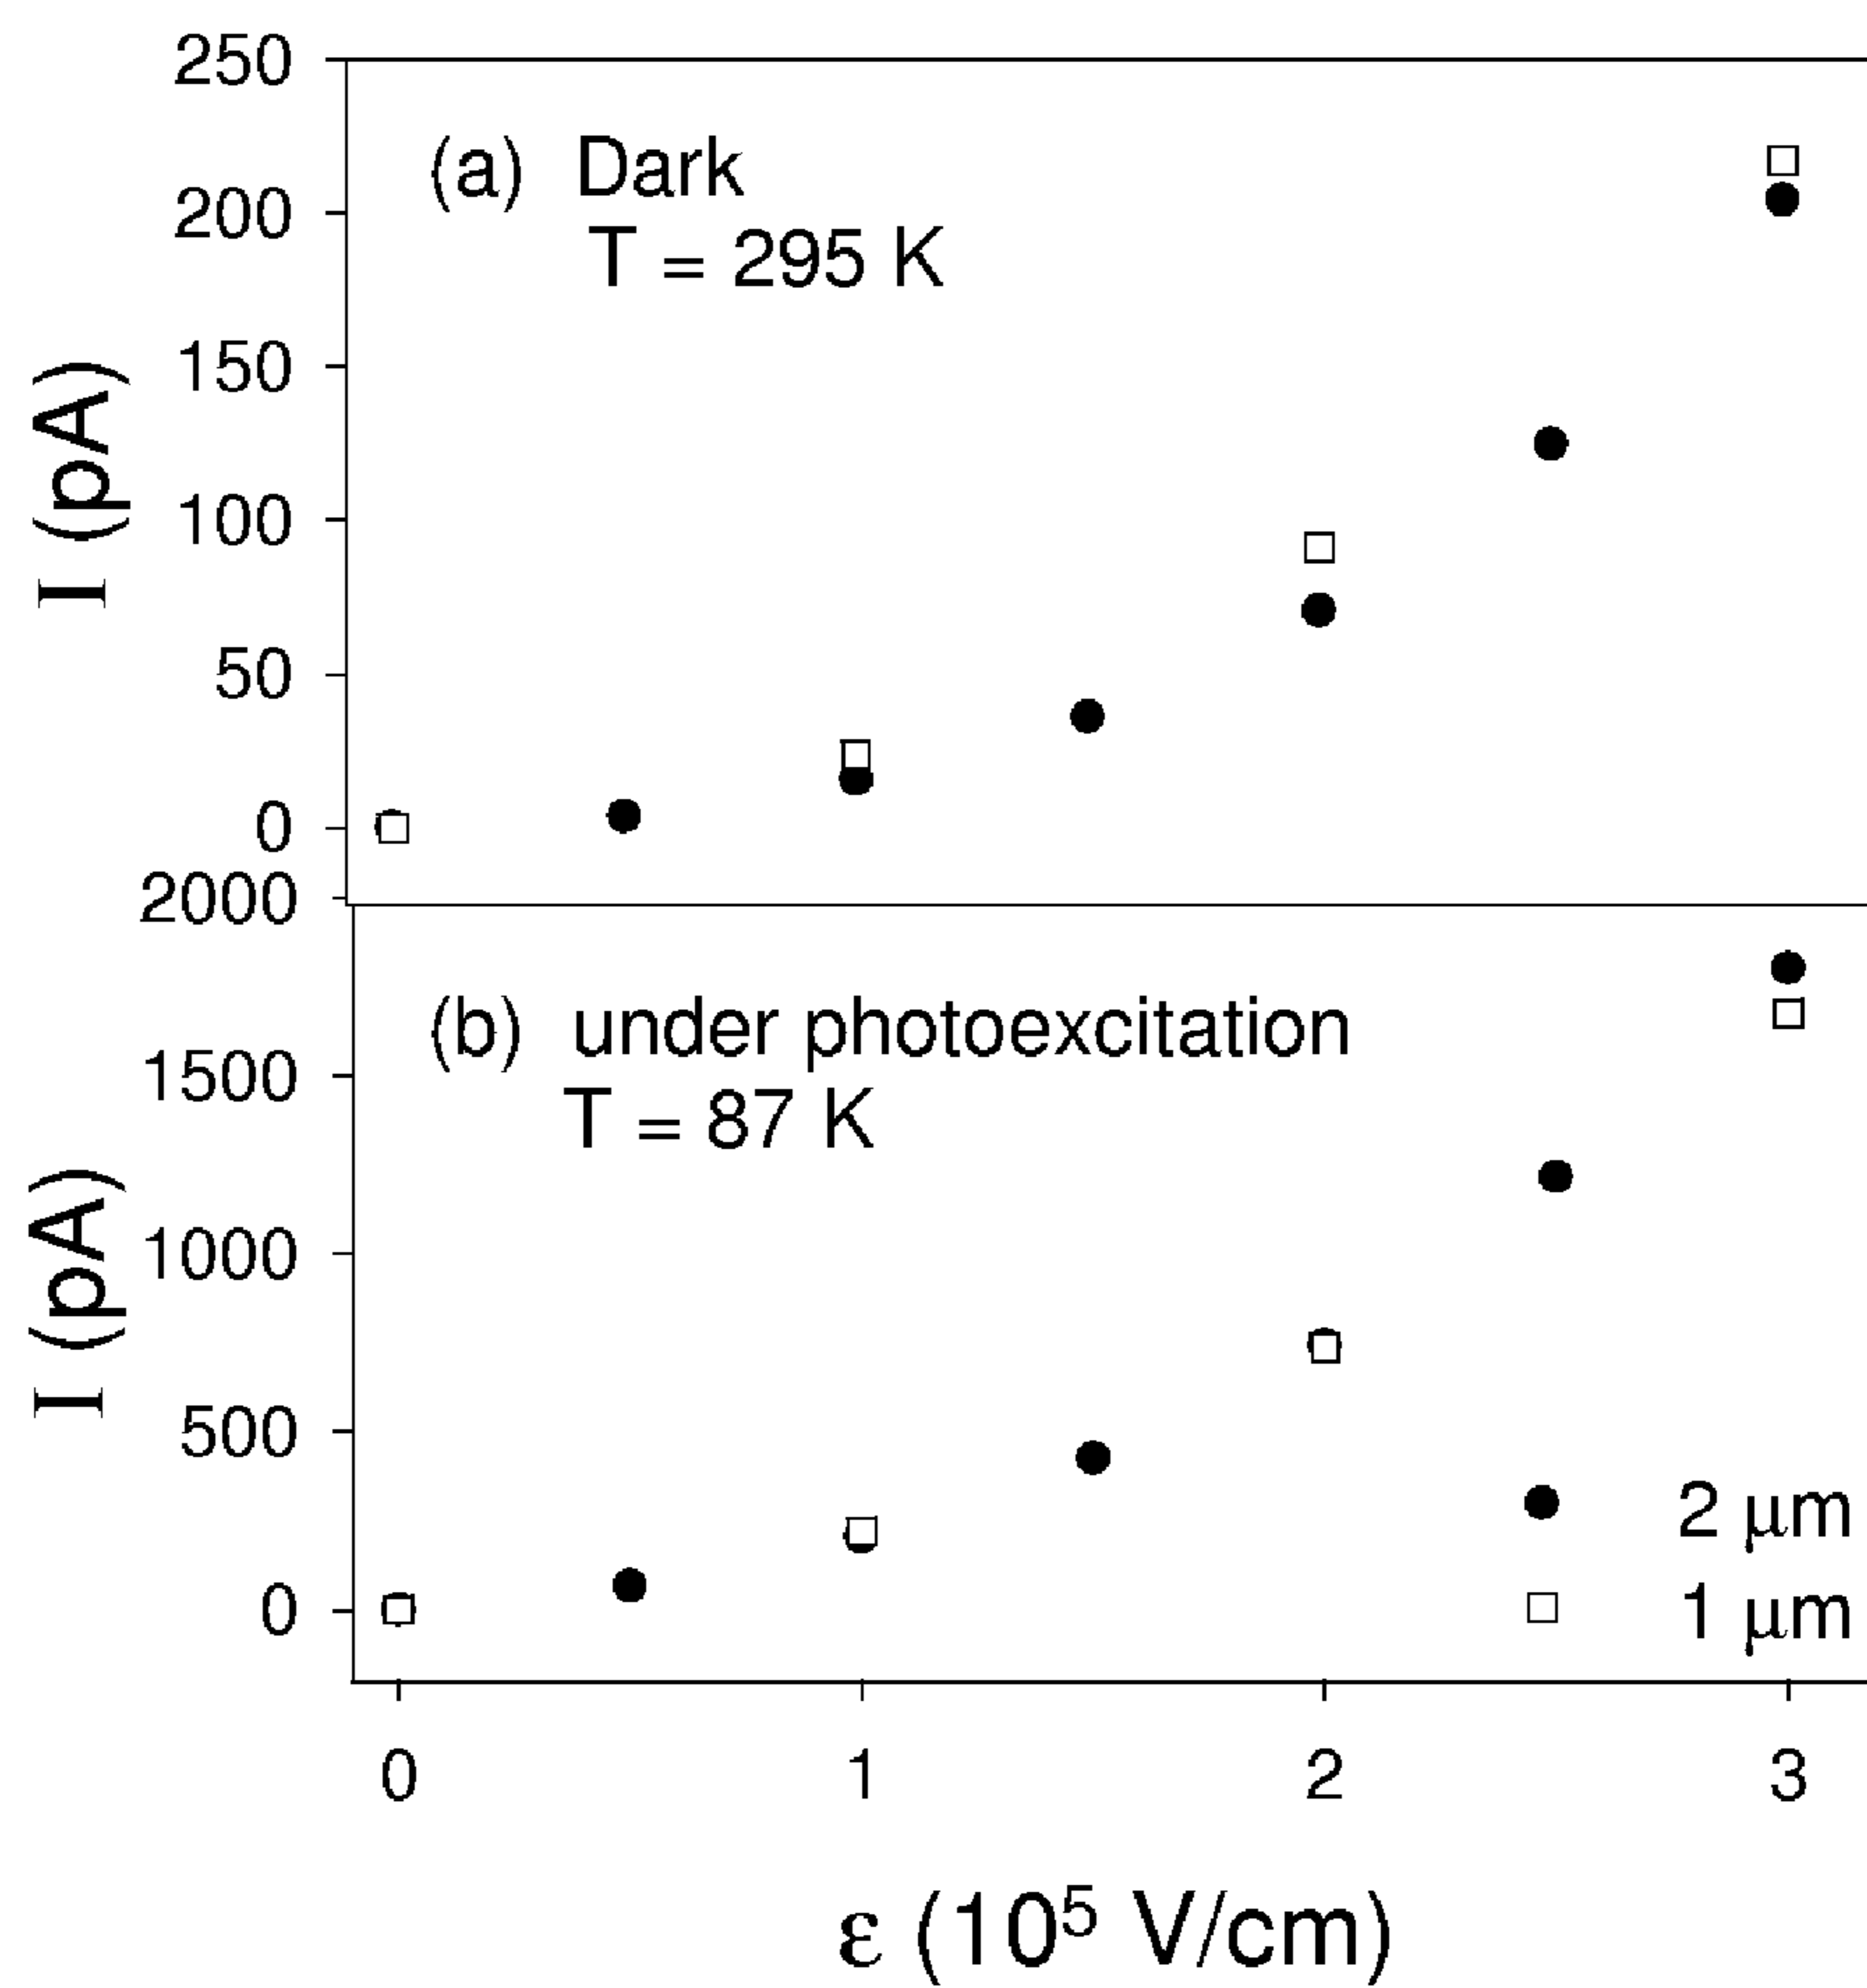 250
(a) Dark
200
T = 295 K
150
I (pA)
100
50
0
2000
(b) under photoexcitation
1500
T = 87 K
1000
I (pA)
500
2 μm
0
1 μm
0 1 2 3
ε (10⁵ V/cm)